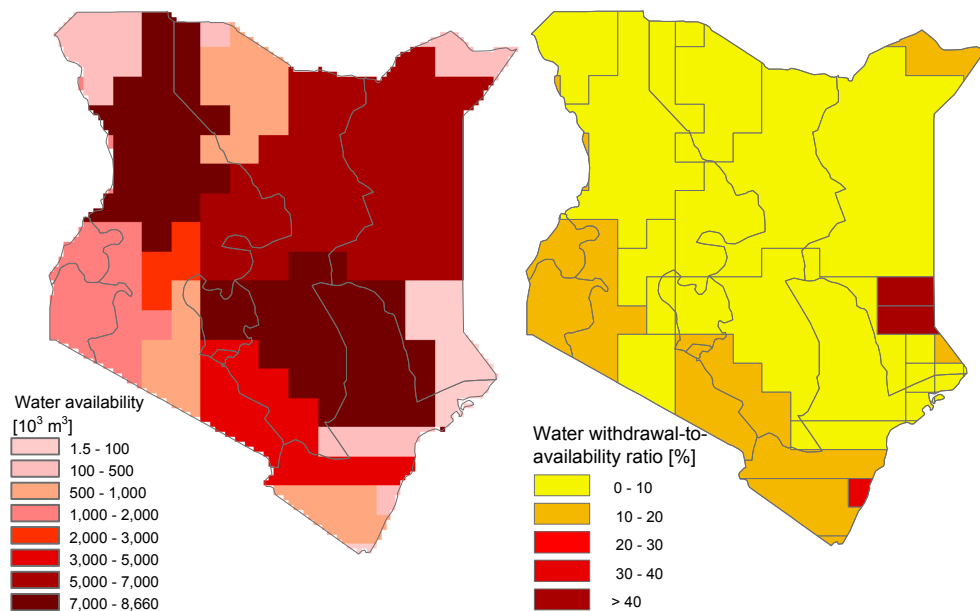 Water availability
[10³ m³]
1.5 - 100
100 - 500
500 - 1,000
1,000 - 2,000
2,000 - 3,000
3,000 - 5,000
5,000 - 7,000
7,000 - 8,660
Water withdrawal-to-
availability ratio [%]
0 - 10
10 - 20
20 - 30
30 - 40
> 40